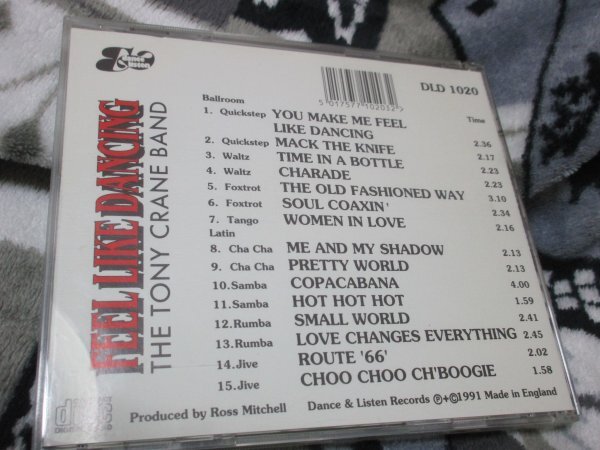 Dance
& Listen
DLD 1020
5 017577 102032 >
FEEL LIKE DANCING
THE TONY CRANE BAND
Ballroom
Time
1. Quickstep YOU MAKE ME FEEL
LIKE DANCING 2.36
2. Quickstep MACK THE KNIFE 2.17
3. Waltz TIME IN A BOTTLE 2.23
4. Waltz CHARADE 2.23
5. Foxtrot THE OLD FASHIONED WAY 3.10
6. Foxtrot SOUL COAXIN' 2.34
7. Tango WOMEN IN LOVE 2.16
Latin
8. Cha Cha ME AND MY SHADOW 2.13
9. Cha Cha PRETTY WORLD 2.13
10. Samba COPACABANA 4.00
11. Samba HOT HOT HOT 1.59
12. Rumba SMALL WORLD 2.41
13. Rumba LOVE CHANGES EVERYTHING 2.45
14. Jive ROUTE '66' 2.02
15. Jive CHOO CHOO CH'BOOGIE 1.58
Produced by Ross Mitchell
Dance & Listen Records ℗+©1991 Made in England